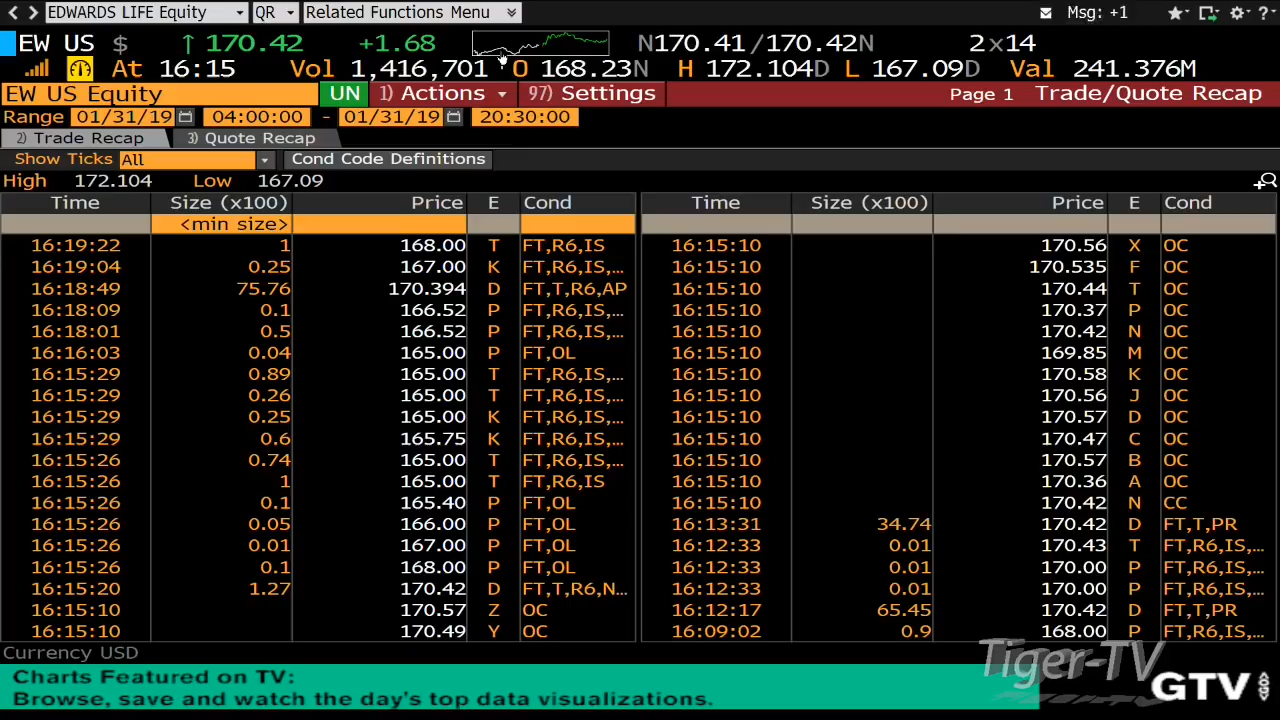 EDWARDS LIFE Equity QR Related Functions Menu Msg: +1
EW US $ ↑ 170.42 +1.68 N170.41/170.42N 2x14
At 16:15 Vol 1,416,701 O 168.23N H 172.104D L 167.09D Val 241.376M
EW US Equity UN 1) Actions 97) Settings Page 1 Trade/Quote Recap
Range 01/31/19 04:00:00 - 01/31/19 20:30:00
2) Trade Recap 3) Quote Recap
Show Ticks All Cond Code Definitions
High 172.104 Low 167.09
Time Size (x100) Price E Cond Time Size (x100) Price E Cond
<min size>
16:19:22 1 168.00 T FT,R6,IS 16:15:10 170.56 X OC
16:19:04 0.25 167.00 K FT,R6,IS,... 16:15:10 170.535 F OC
16:18:49 75.76 170.394 D FT,T,R6,AP 16:15:10 170.44 T OC
16:18:09 0.1 166.52 P FT,R6,IS,... 16:15:10 170.37 P OC
16:18:01 0.5 166.52 P FT,R6,IS,... 16:15:10 170.42 N OC
16:16:03 0.04 165.00 P FT,OL 16:15:10 169.85 M OC
16:15:29 0.89 165.00 T FT,R6,IS,... 16:15:10 170.58 K OC
16:15:29 0.26 165.00 T FT,R6,IS,... 16:15:10 170.56 J OC
16:15:29 0.25 165.00 K FT,R6,IS,... 16:15:10 170.57 D OC
16:15:29 0.6 165.75 K FT,R6,IS,... 16:15:10 170.47 C OC
16:15:26 0.74 165.00 T FT,R6,IS,... 16:15:10 170.57 B OC
16:15:26 1 165.00 T FT,R6,IS 16:15:10 170.36 A OC
16:15:26 0.1 165.40 P FT,OL 16:15:10 170.42 N CC
16:15:26 0.05 166.00 P FT,OL 16:13:31 34.74 170.42 D FT,T,PR
16:15:26 0.01 167.00 P FT,OL 16:12:33 0.01 170.43 T FT,R6,IS,...
16:15:26 0.1 168.00 P FT,OL 16:12:33 0.01 170.00 P FT,R6,IS,...
16:15:20 1.27 170.42 D FT,T,R6,N... 16:12:33 0.01 170.00 P FT,R6,IS,...
16:15:10 170.57 Z OC 16:12:17 65.45 170.42 D FT,T,PR
16:15:10 170.49 Y OC 16:09:02 0.9 168.00 P FT,R6,IS,...
Currency USD
Tiger-TV
Charts Featured on TV:
Browse, save and watch the day's top data visualizations.
GTV